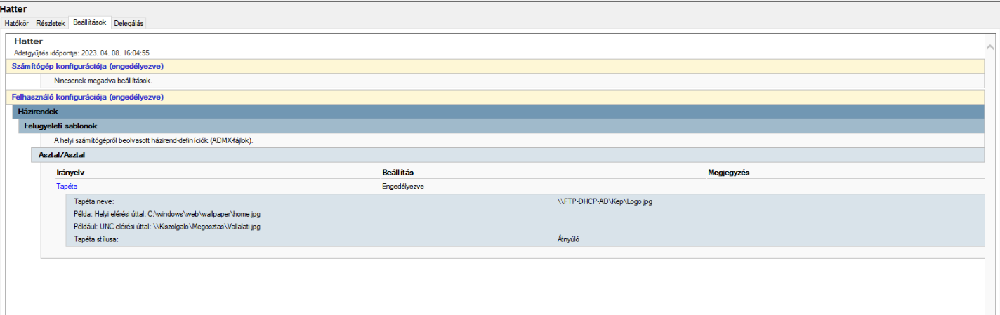 Hatter
Hatókör Részletek Beállítások Delegálás
Hatter
Adatgyűjtés időpontja: 2023. 04. 08. 16:04:55
Számítógép konfigurációja (engedélyezve)
Nincsenek megadva beállítások.
Felhasználó konfigurációja (engedélyezve)
Házirendek
Felügyeleti sablonok
A helyi számítógépről beolvasott házirend-definíciók (ADMX-fájlok).
Asztal/Asztal
Irányelv Beállítás Megjegyzés
Tapéta Engedélyezve
Tapéta neve: \\FTP-DHCP-AD\Kep\Logo.jpg
Példa: Helyi elérési úttal: C:\windows\web\wallpaper\home.jpg
Például: UNC elérési úttal: \\Kiszolgalo\Megosztas\Vallalati.jpg
Tapéta stílusa: Átnyúló